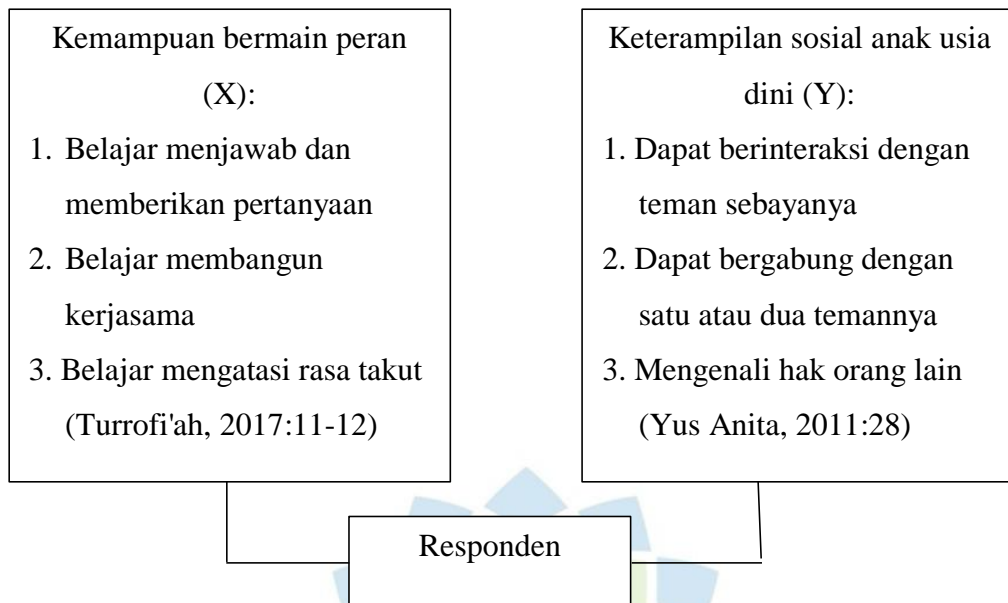 Kemampuan bermain peran
(X):
1. Belajar menjawab dan
memberikan pertanyaan
2. Belajar membangun
kerjasama
3. Belajar mengatasi rasa takut
(Turrofi'ah, 2017:11-12)
Keterampilan sosial anak usia
dini (Y):
1. Dapat berinteraksi dengan
teman sebayanya
2. Dapat bergabung dengan
satu atau dua temannya
3. Mengenali hak orang lain
(Yus Anita, 2011:28)
Responden